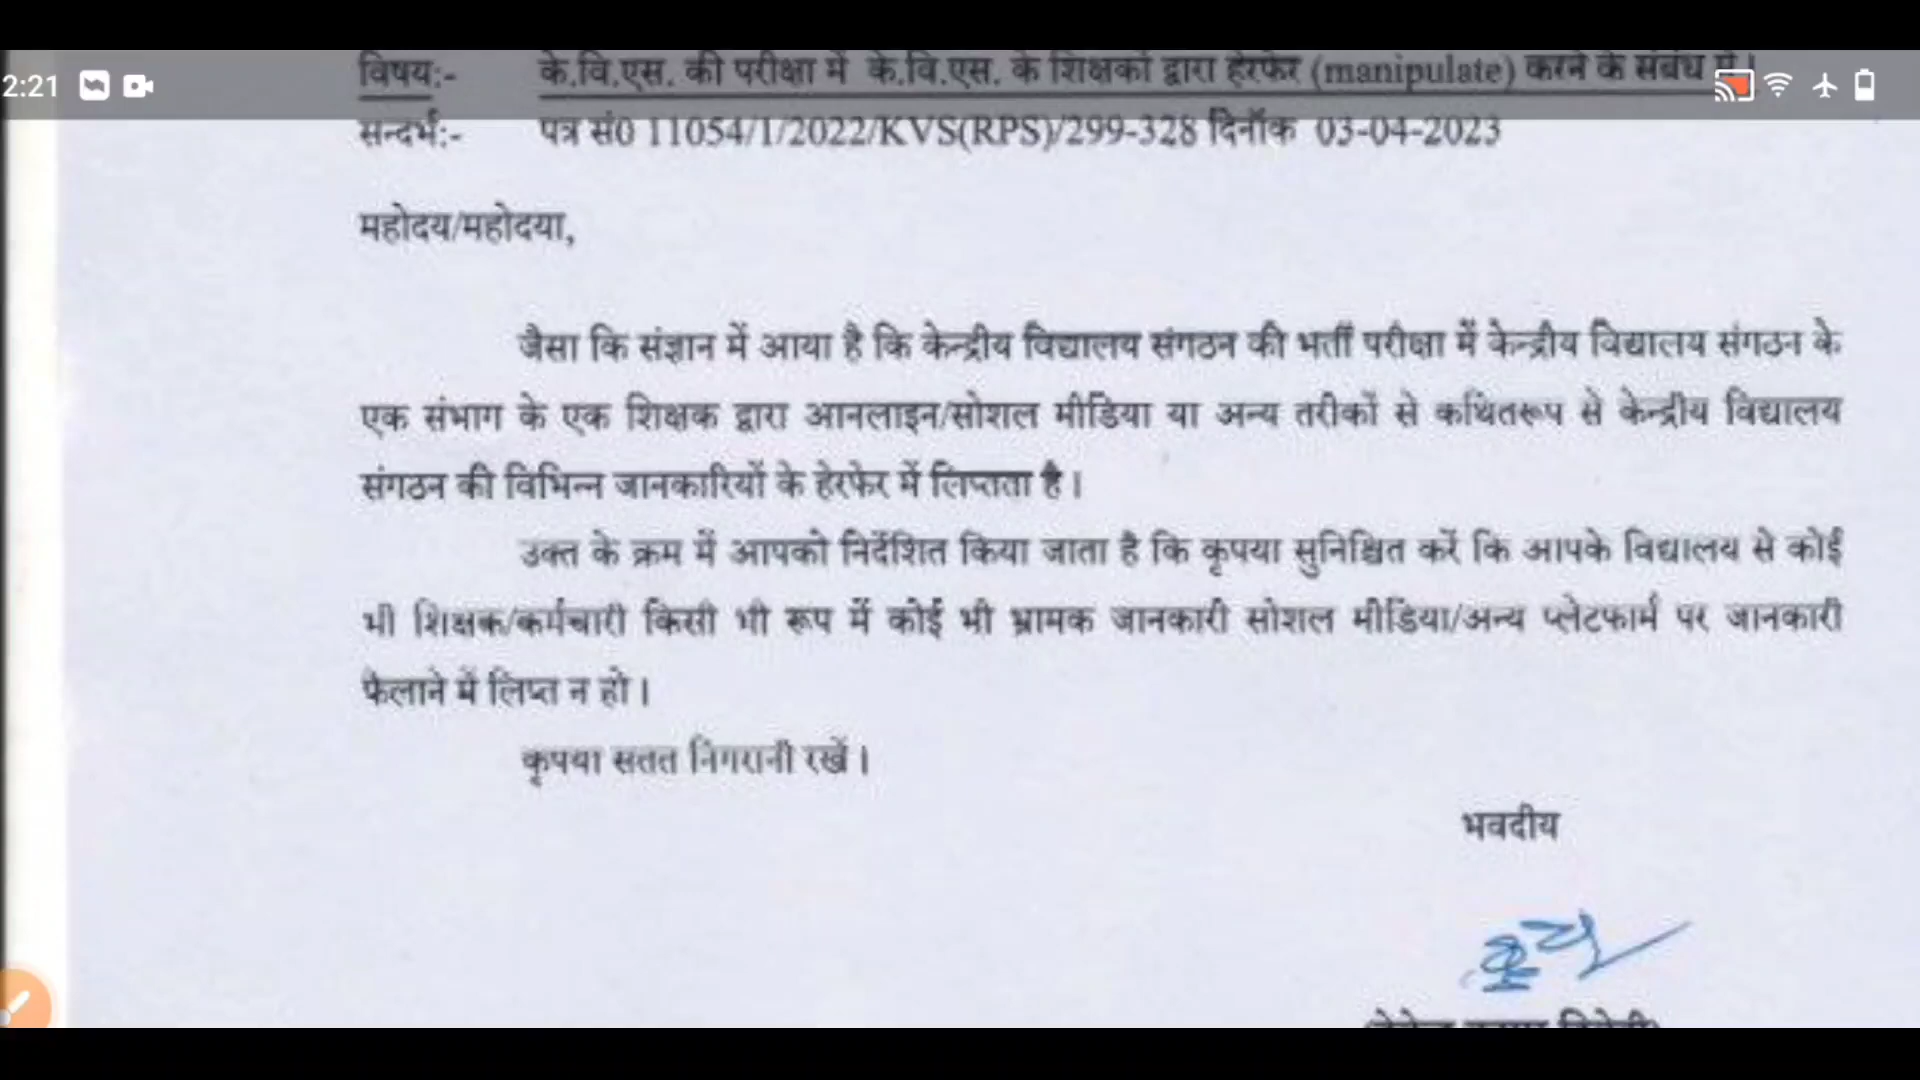 2:21
विषय:- के.वि.एस. की परीक्षा में के.वि.एस. के शिक्षकों द्वारा हेरफेर (manipulate) करने के संबंध में।
सन्दर्भ:- पत्र सं0 11054/1/2022/KVS(RPS)/299-328 दिनॉक 03-04-2023
महोदय/महोदया,
जैसा कि संज्ञान में आया है कि केन्द्रीय विद्यालय संगठन की भर्ती परीक्षा में केन्द्रीय विद्यालय संगठन के
एक संभाग के एक शिक्षक द्वारा आनलाइन/सोशल मीडिया या अन्य तरीकों से कथितरूप से केन्द्रीय विद्यालय
संगठन की विभिन्न जानकारियों के हेरफेर में लिप्तता है।
उक्त के क्रम में आपको निर्देशित किया जाता है कि कृपया सुनिश्चित करें कि आपके विद्यालय से कोई
भी शिक्षक/कर्मचारी किसी भी रूप में कोई भी भ्रामक जानकारी सोशल मीडिया/अन्य प्लेटफार्म पर जानकारी
फैलाने में लिप्त न हो।
कृपया सतत निगरानी रखें।
भवदीय